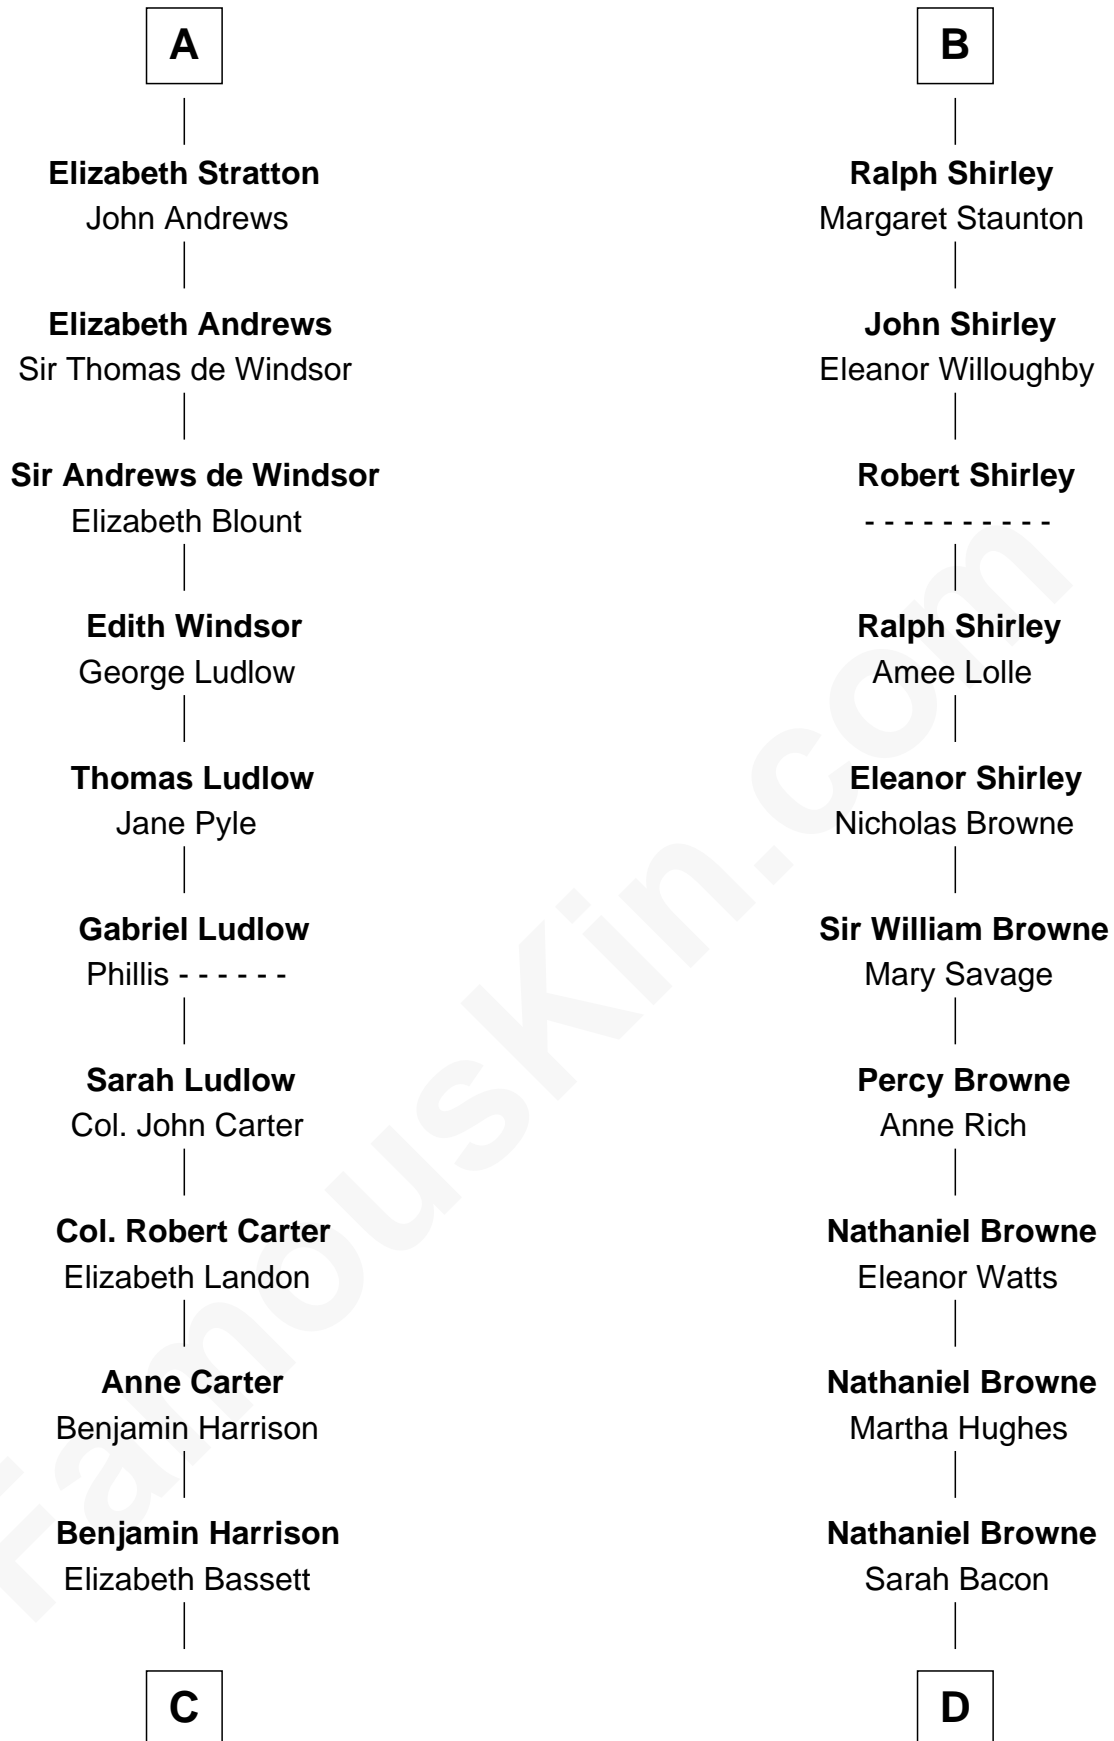 A
Elizabeth Stratton
John Andrews
Elizabeth Andrews
Sir Thomas de Windsor
Sir Andrews de Windsor
Elizabeth Blount
Edith Windsor
George Ludlow
Thomas Ludlow
Jane Pyle
Gabriel Ludlow
Phillis - - - - - -
Sarah Ludlow
Col. John Carter
Col. Robert Carter
Elizabeth Landon
Anne Carter
Benjamin Harrison
Benjamin Harrison
Elizabeth Bassett
C
B
Ralph Shirley
Margaret Staunton
John Shirley
Eleanor Willoughby
Robert Shirley
- - - - - - - - - -
Ralph Shirley
Amee Lolle
Eleanor Shirley
Nicholas Browne
Sir William Browne
Mary Savage
Percy Browne
Anne Rich
Nathaniel Browne
Eleanor Watts
Nathaniel Browne
Martha Hughes
Nathaniel Browne
Sarah Bacon
D
FamousKin.com